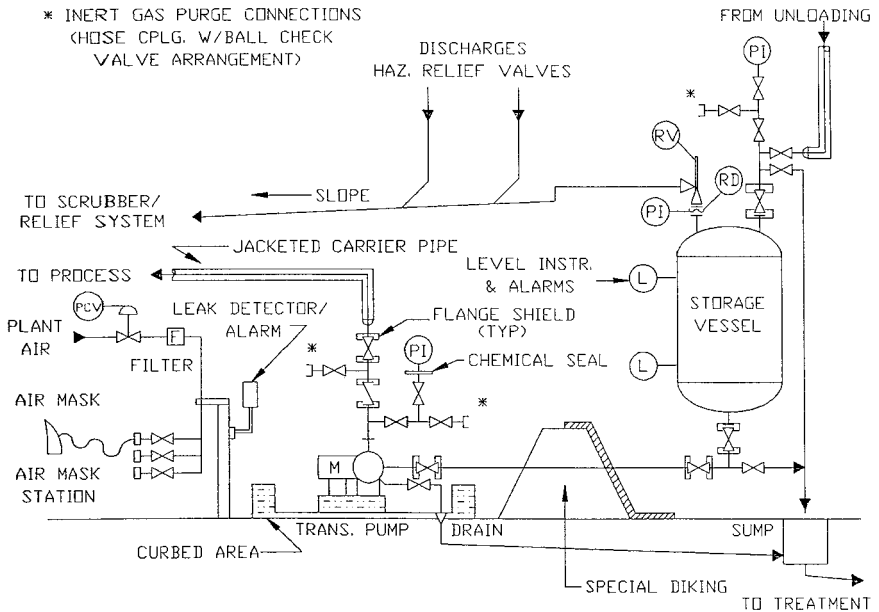 * INERT GAS PURGE CONNECTIONS
(HOSE CPLG. W/BALL CHECK
VALVE ARRANGEMENT)
FROM UNLOADING
DISCHARGES
HAZ. RELIEF VALVES
PI
*
RV
RD
PI
SLOPE
TO SCRUBBER/
RELIEF SYSTEM
JACKETED CARRIER PIPE
TO PROCESS
LEVEL INSTR.
& ALARMS
L
STORAGE
VESSEL
LEAK DETECTOR/
ALARM
PCV
PLANT
AIR
F
FILTER
FLANGE SHIELD
(TYP)
*
PI
CHEMICAL SEAL
*
L
AIR MASK
AIR MASK
STATION
M
TRANS. PUMP
DRAIN
SUMP
CURBED AREA
SPECIAL DIKING
TO TREATMENT